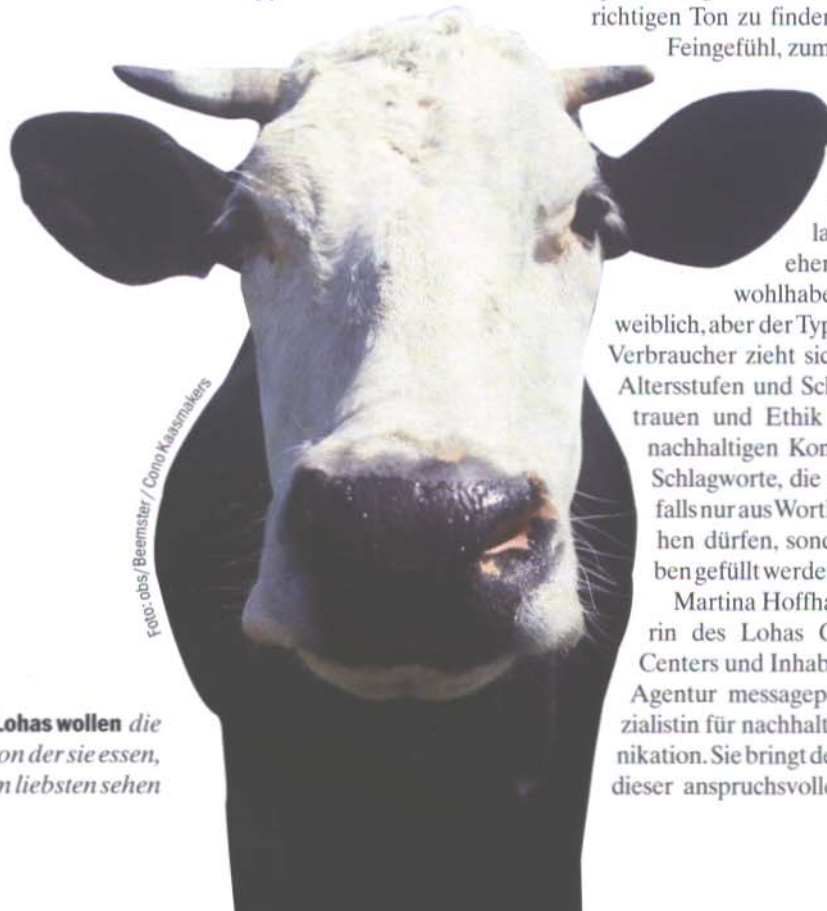 richtigen Ton zu finden
Feingefühl, zum
la
eher
wohlhabe
weiblich, aber der Typ
Verbraucher zieht sic
Altersstufen und Sc
trauen und Ethik
nachhaltigen Kon
Schlagworte, die
falls nur aus Wort
hen dürfen, sond
ben gefüllt werde
Martina Hoffha
rin des Lohas C
Centers und Inhab
Agentur messagep
zialistin für nachhalt
nikation. Sie bringt de
dieser anspruchsvolle
Foto: obs/Beemster/Cono Kaasmakers
Lohas wollen die
on der sie essen,
n liebsten sehen